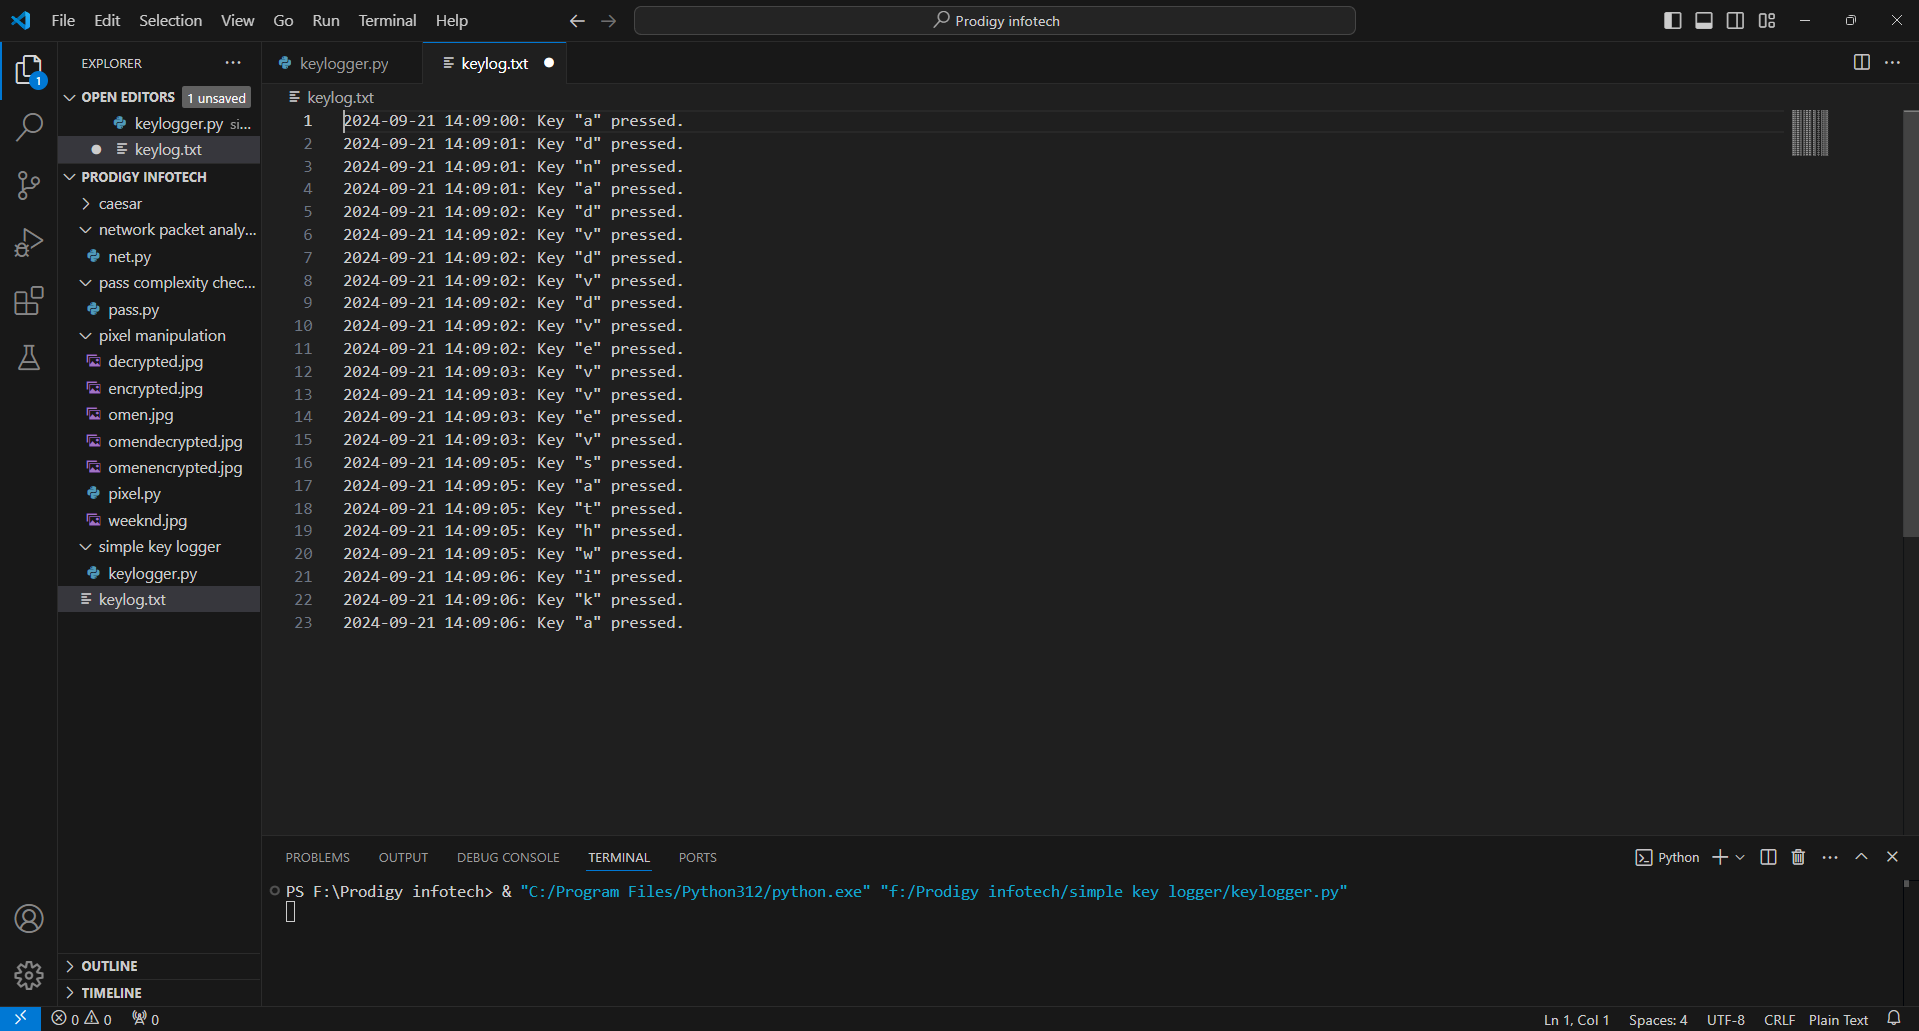 File Edit Selection View Go Run Terminal Help
Prodigy infotech
EXPLORER
OPEN EDITORS 1 unsaved
keylogger.py si...
keylog.txt
PRODIGY INFOTECH
caesar
network packet analy...
net.py
pass complexity chec...
pass.py
pixel manipulation
decrypted.jpg
encrypted.jpg
omen.jpg
omendecrypted.jpg
omenencrypted.jpg
pixel.py
weeknd.jpg
simple key logger
keylogger.py
keylog.txt
OUTLINE
TIMELINE
1
keylogger.py keylog.txt
keylog.txt
1 2024-09-21 14:09:00: Key "a" pressed.
2 2024-09-21 14:09:01: Key "d" pressed.
3 2024-09-21 14:09:01: Key "n" pressed.
4 2024-09-21 14:09:01: Key "a" pressed.
5 2024-09-21 14:09:02: Key "d" pressed.
6 2024-09-21 14:09:02: Key "v" pressed.
7 2024-09-21 14:09:02: Key "d" pressed.
8 2024-09-21 14:09:02: Key "v" pressed.
9 2024-09-21 14:09:02: Key "d" pressed.
10 2024-09-21 14:09:02: Key "v" pressed.
11 2024-09-21 14:09:02: Key "e" pressed.
12 2024-09-21 14:09:03: Key "v" pressed.
13 2024-09-21 14:09:03: Key "v" pressed.
14 2024-09-21 14:09:03: Key "e" pressed.
15 2024-09-21 14:09:03: Key "v" pressed.
16 2024-09-21 14:09:05: Key "s" pressed.
17 2024-09-21 14:09:05: Key "a" pressed.
18 2024-09-21 14:09:05: Key "t" pressed.
19 2024-09-21 14:09:05: Key "h" pressed.
20 2024-09-21 14:09:05: Key "w" pressed.
21 2024-09-21 14:09:06: Key "i" pressed.
22 2024-09-21 14:09:06: Key "k" pressed.
23 2024-09-21 14:09:06: Key "a" pressed.
PROBLEMS OUTPUT DEBUG CONSOLE TERMINAL PORTS
Python
PS F:\Prodigy infotech> & "C:/Program Files/Python312/python.exe" "f:/Prodigy infotech/simple key logger/keylogger.py"
0 0 0
Ln 1, Col 1 Spaces: 4 UTF-8 CRLF Plain Text